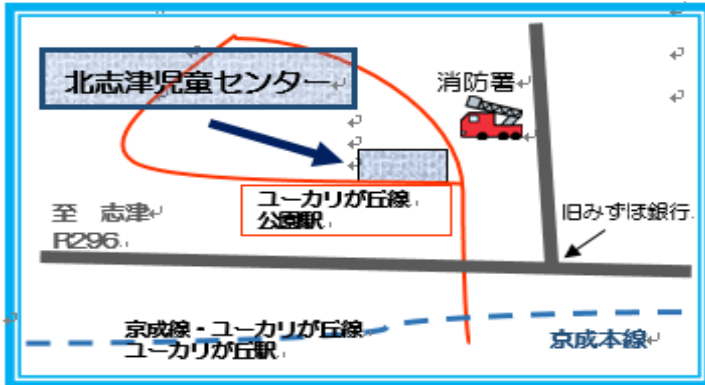 北志津児童センター
消防署
ユーカリが丘線
公園駅
至　志津
R296
旧みずほ銀行
京成線・ユーカリが丘線
ユーカリが丘駅
京成本線